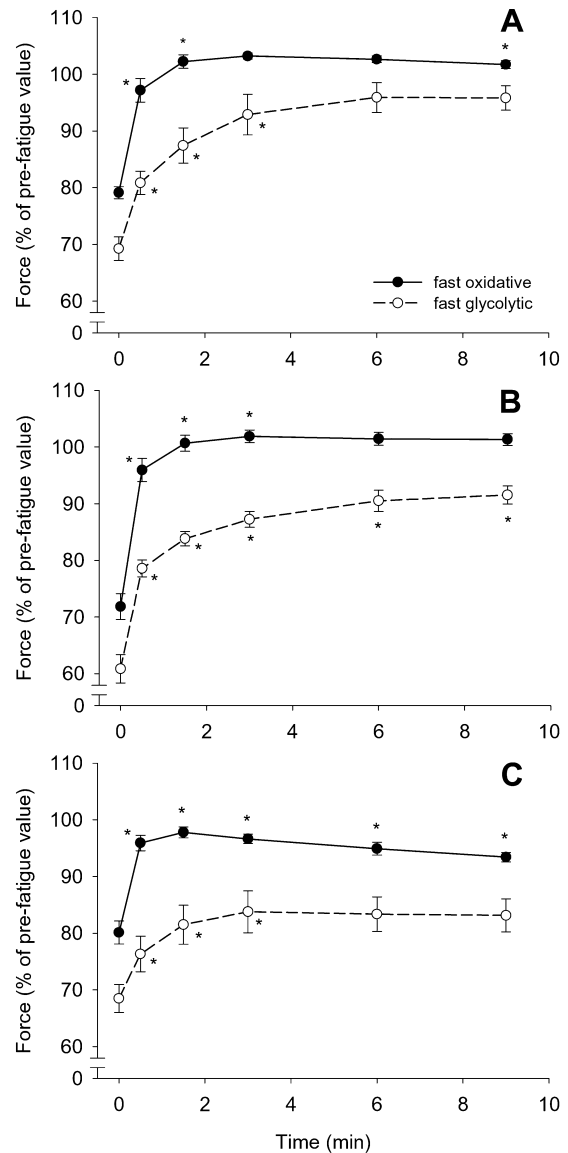 A
110
100
90
80
70
60
0
Force (% of pre-fatigue value)
* * *
* * *
fast oxidative
fast glycolytic
0 2 4 6 8 10
B
110
100
90
80
70
60
0
Force (% of pre-fatigue value)
* * *
* * * * *
0 2 4 6 8 10
C
110
100
90
80
70
60
0
Force (% of pre-fatigue value)
* * * * *
* * *
0 2 4 6 8 10
Time (min)